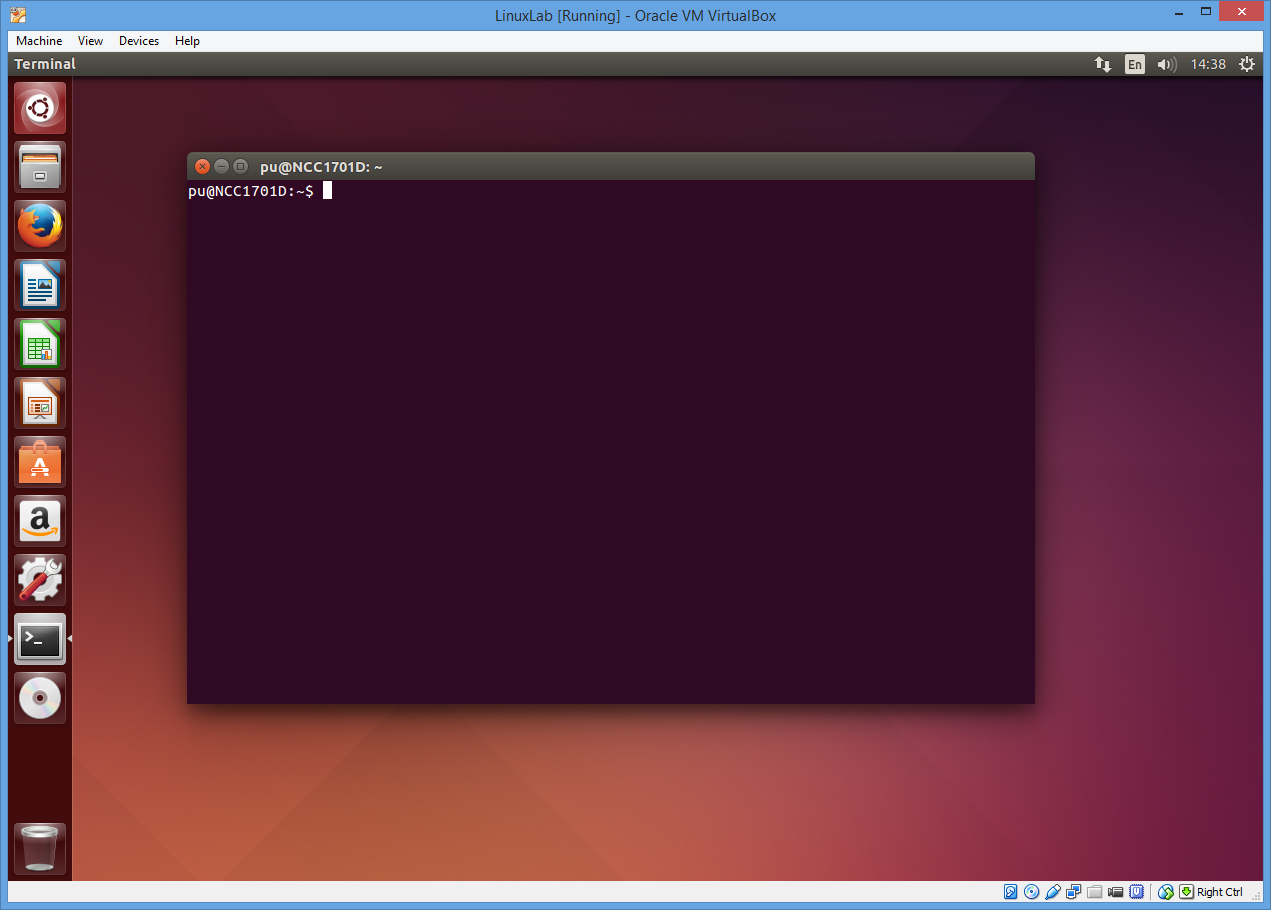 LinuxLab [Running] - Oracle VM VirtualBox
Machine View Devices Help
Terminal En 14:38
pu@NCC1701D: ~
pu@NCC1701D:~$
A
a
>_
Right Ctrl